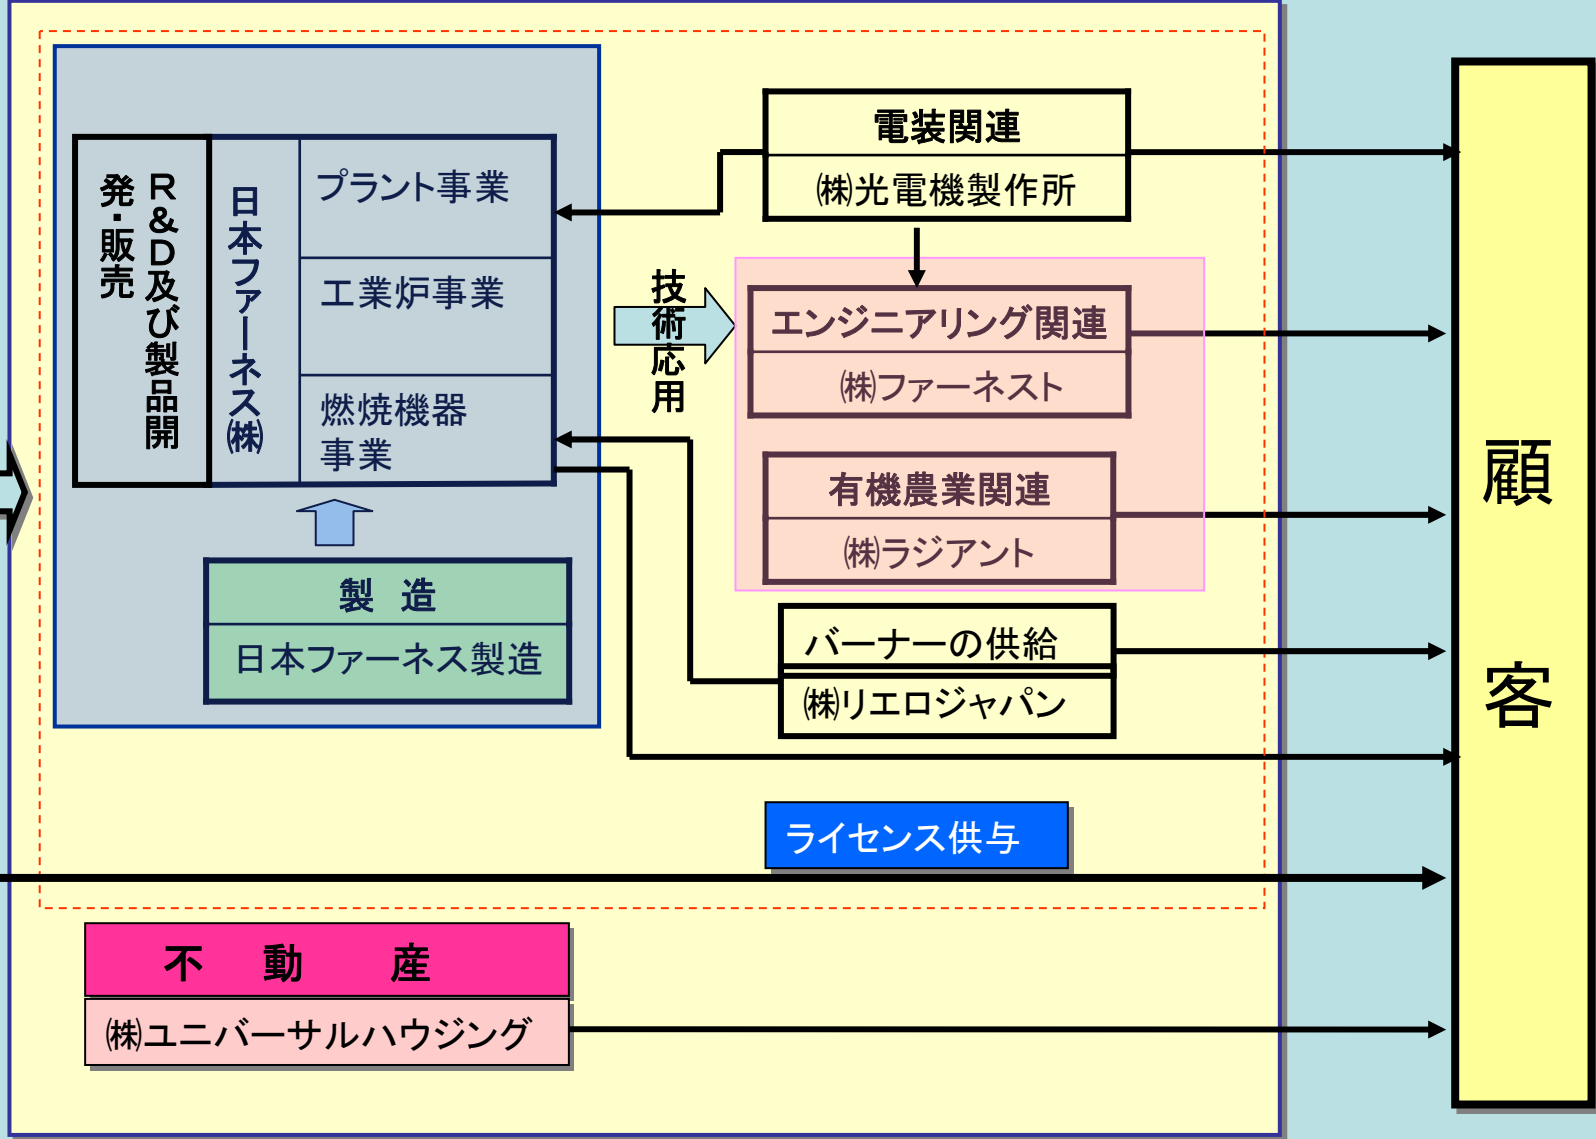 R&D及び製品開
発・販売
日本ファーネス㈱
プラント事業
工業炉事業
燃焼機器
事業
製 造
日本ファーネス製造
技術応用
電装関連
㈱光電機製作所
エンジニアリング関連
㈱ファーネスト
有機農業関連
㈱ラジアント
バーナーの供給
㈱リエロジャパン
ライセンス供与
不 動 産
㈱ユニバーサルハウジング
顧客